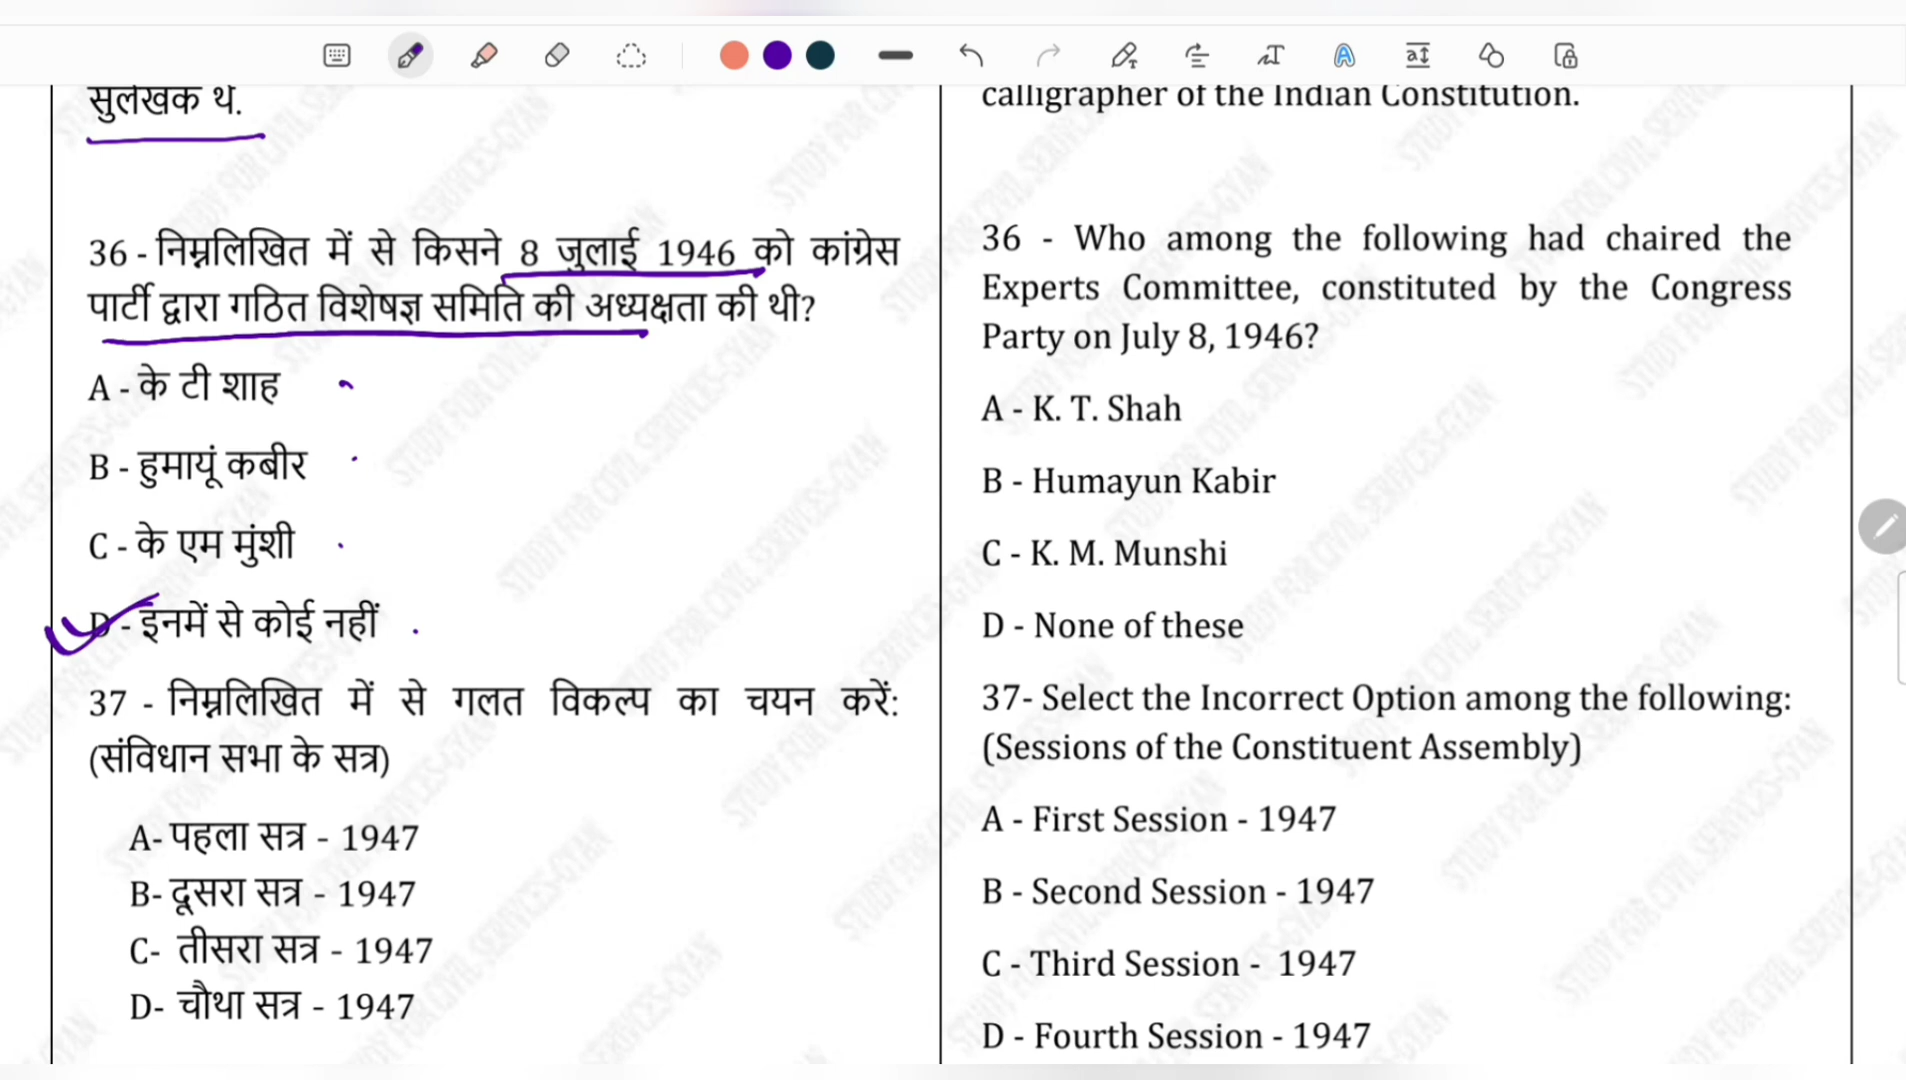 सुलेखक थे.
36 - निम्नलिखित में से किसने 8 जुलाई 1946 को कांग्रेस
पार्टी द्वारा गठित विशेषज्ञ समिति की अध्यक्षता की थी?
A - के टी शाह
B - हुमायूं कबीर
C - के एम मुंशी
D - इनमें से कोई नहीं
37 - निम्नलिखित में से गलत विकल्प का चयन करें:
(संविधान सभा के सत्र)
A- पहला सत्र - 1947
B- दूसरा सत्र - 1947
C- तीसरा सत्र - 1947
D- चौथा सत्र - 1947
calligrapher of the Indian Constitution.
36 - Who among the following had chaired the
Experts Committee, constituted by the Congress
Party on July 8, 1946?
A - K. T. Shah
B - Humayun Kabir
C - K. M. Munshi
D - None of these
37- Select the Incorrect Option among the following:
(Sessions of the Constituent Assembly)
A - First Session - 1947
B - Second Session - 1947
C - Third Session - 1947
D - Fourth Session - 1947